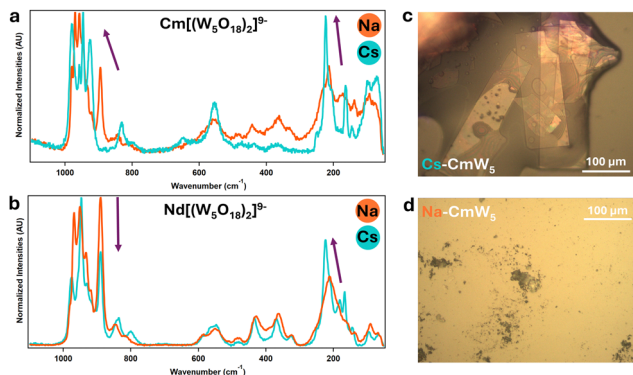 a
Cm[(W5O18)2]9-
Na
Cs
Normalized Intensities (AU)
1000 800 600 400 200
Wavenumber (cm-1)
b
Nd[(W5O18)2]9-
Na
Cs
Normalized Intensities (AU)
1000 800 600 400 200
Wavenumber (cm-1)
c
Cs-CmW5
100 µm
d
Na-CmW5
100 µm